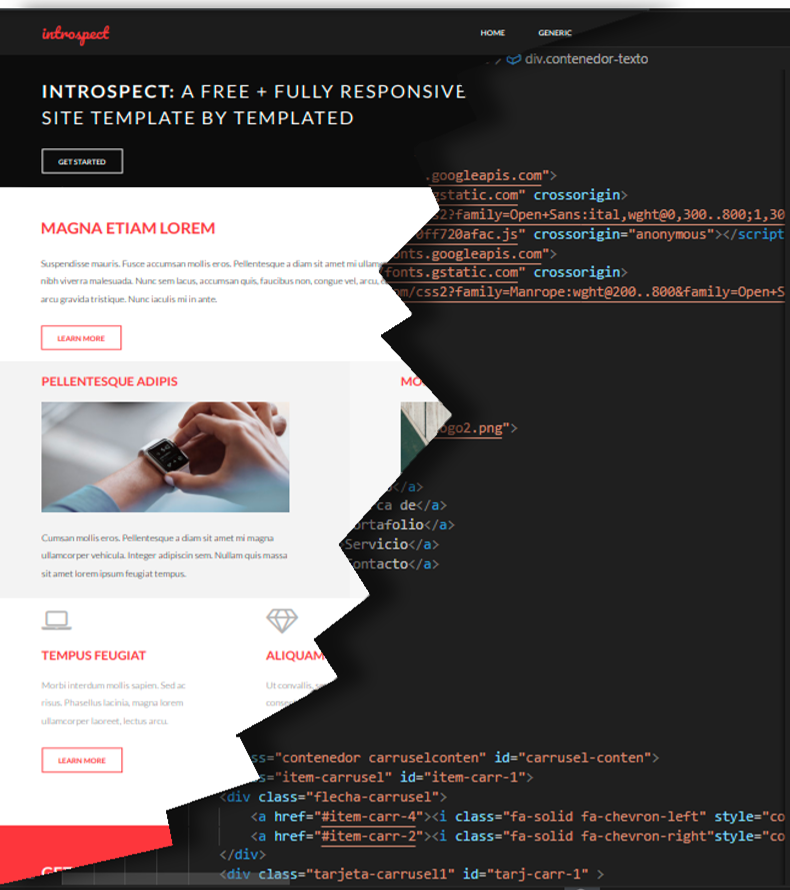 introspect
HOME GENERIC
div.contenedor-texto
INTROSPECT: A FREE + FULLY RESPONSIVE
SITE TEMPLATE BY TEMPLATED
GET STARTED
.googleapis.com">
gstatic.com" crossorigin>
ss2?family=Open+Sans:ital,wght@0,300..800;1,30
off720afac.js" crossorigin="anonymous"></script
fonts.googleapis.com">
fonts.gstatic.com" crossorigin>
om/css2?family=Manrope:wght@200..800&family=Open+S
MAGNA ETIAM LOREM
Suspendisse mauris. Fusce accumsan mollis eros. Pellentesque a diam sit amet mi ullam
nibh viverra malesuada. Nunc sem lacus, accumsan quis, faucibus non, congue vel, arcu,
arcu gravida tristique. Nunc iaculis mi in ante.
LEARN MORE
PELLENTESQUE ADIPIS
MO
ogo2.png">
</a>
rca de</a>
ortafolio</a>
Servicio</a>
ontacto</a>
Cumsan mollis eros. Pellentesque a diam sit amet mi magna
ullamcorper vehicula. Integer adipiscin sem. Nullam quis massa
sit amet lorem ipsum feugiat tempus.
TEMPUS FEUGIAT
Morbi interdum mollis sapien. Sed ac
risus. Phasellus lacinia, magna lorem
ullamcorper laoreet, lectus arcu.
LEARN MORE
ALIQUAM
Ut convallis,
ss="contenedor carruselconten" id="carrusel-conten">
s="item-carrusel" id="item-carr-1">
<div class="flecha-carrusel">
<a href="#item-carr-4"><i class="fa-solid fa-chevron-left" style="co
<a href="#item-carr-2"><i class="fa-solid fa-chevron-right"style="co
</div>
<div class="tarjeta-carrusel1" id="tarj-carr-1" >